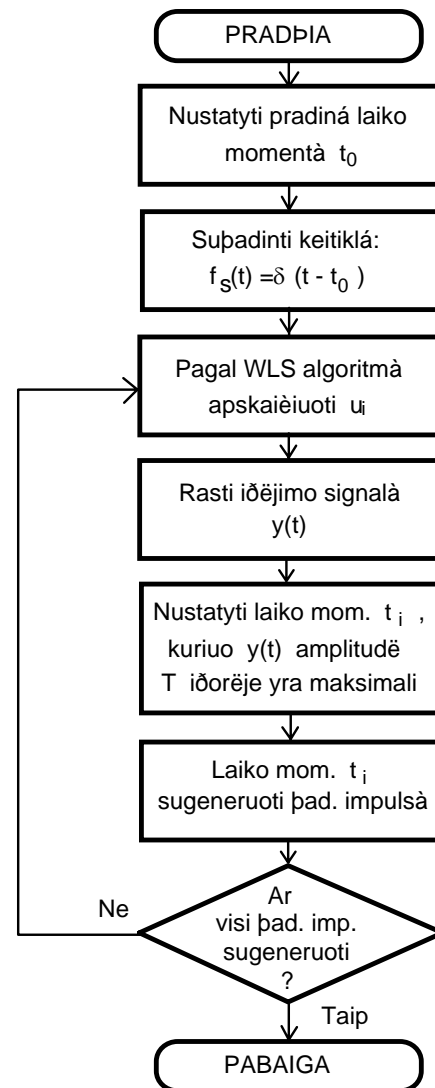 PRADÞIA
Nustatyti pradiná laiko
momentà t₀
Suþadinti keitiklá:
fₛ(t) =δ (t - t₀ )
Pagal WLS algoritmà
apskaièiuoti uᵢ
Rasti iðëjimo signalà
y(t)
Nustatyti laiko mom. t ᵢ ,
kuriuo y(t) amplitudë
T iðorëje yra maksimali
Laiko mom. t ᵢ
sugeneruoti þad. impulsà
Ar
visi þad. imp.
sugeneruoti
?
Ne
Taip
PABAIGA